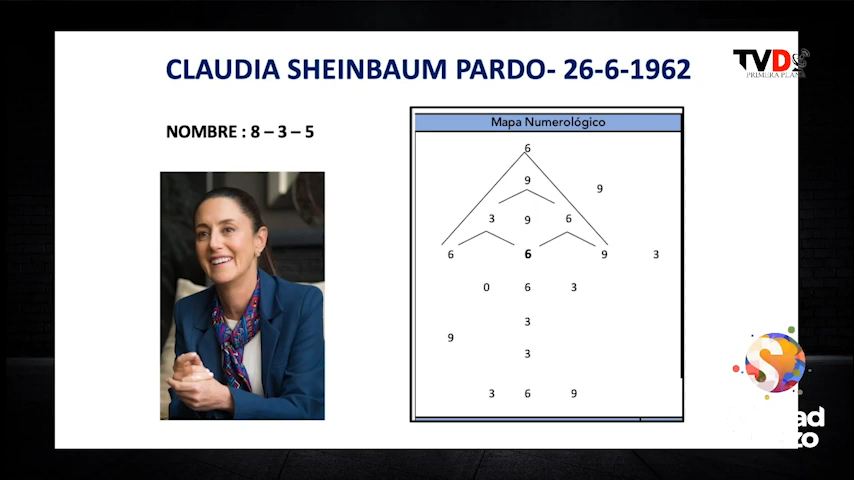 CLAUDIA SHEINBAUM PARDO- 26-6-1962
TVD
PRIMERA PLANA
NOMBRE : 8 – 3 – 5
Mapa Numerológico
6
9
9
3 9 6
6 6 9 3
0 6 3
3
9
3
3 6 9